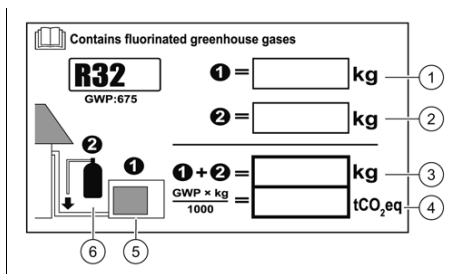 Contains fluorinated greenhouse gases
R32
GWP:675
❶ = kg
1
❷ = kg
2
❶+❷ = kg
3
GWP × kg
1000
= tCO₂eq
4
❷
❶
6
5